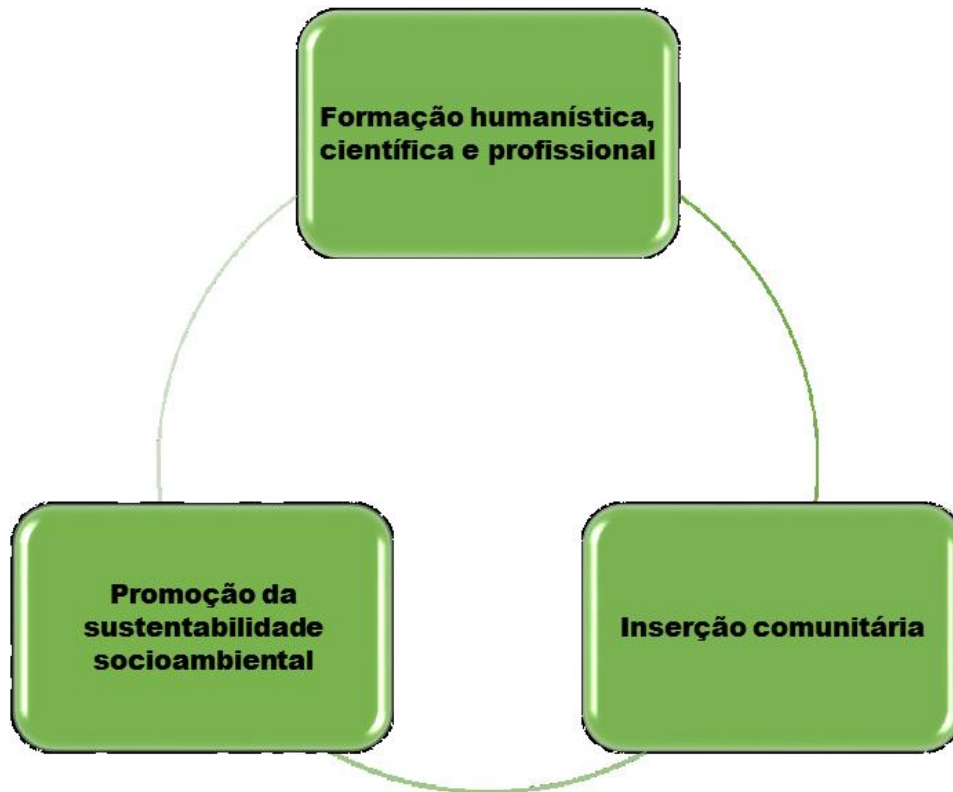 Formação humanística,
científica e profissional
Promoção da
sustentabilidade
socioambiental
Inserção comunitária